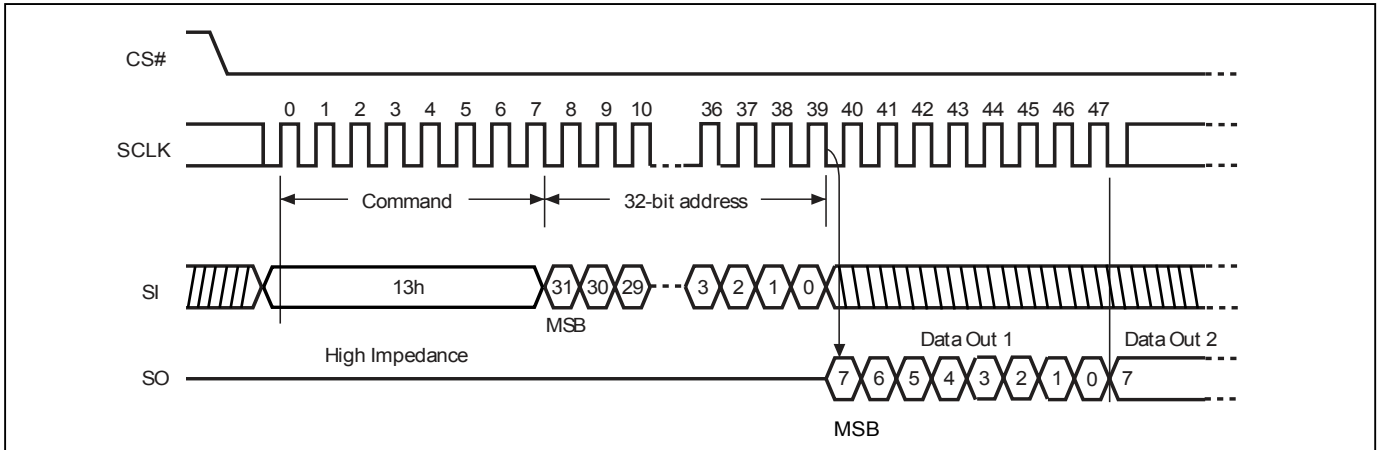 CS#
0 1 2 3 4 5 6 7 8 9 10 36 37 38 39 40 41 42 43 44 45 46 47
SCLK
Command 32-bit address
SI 13h 31 30 29 3 2 1 0
MSB
Data Out 1 Data Out 2
High Impedance
SO 7 6 5 4 3 2 1 0 7
MSB